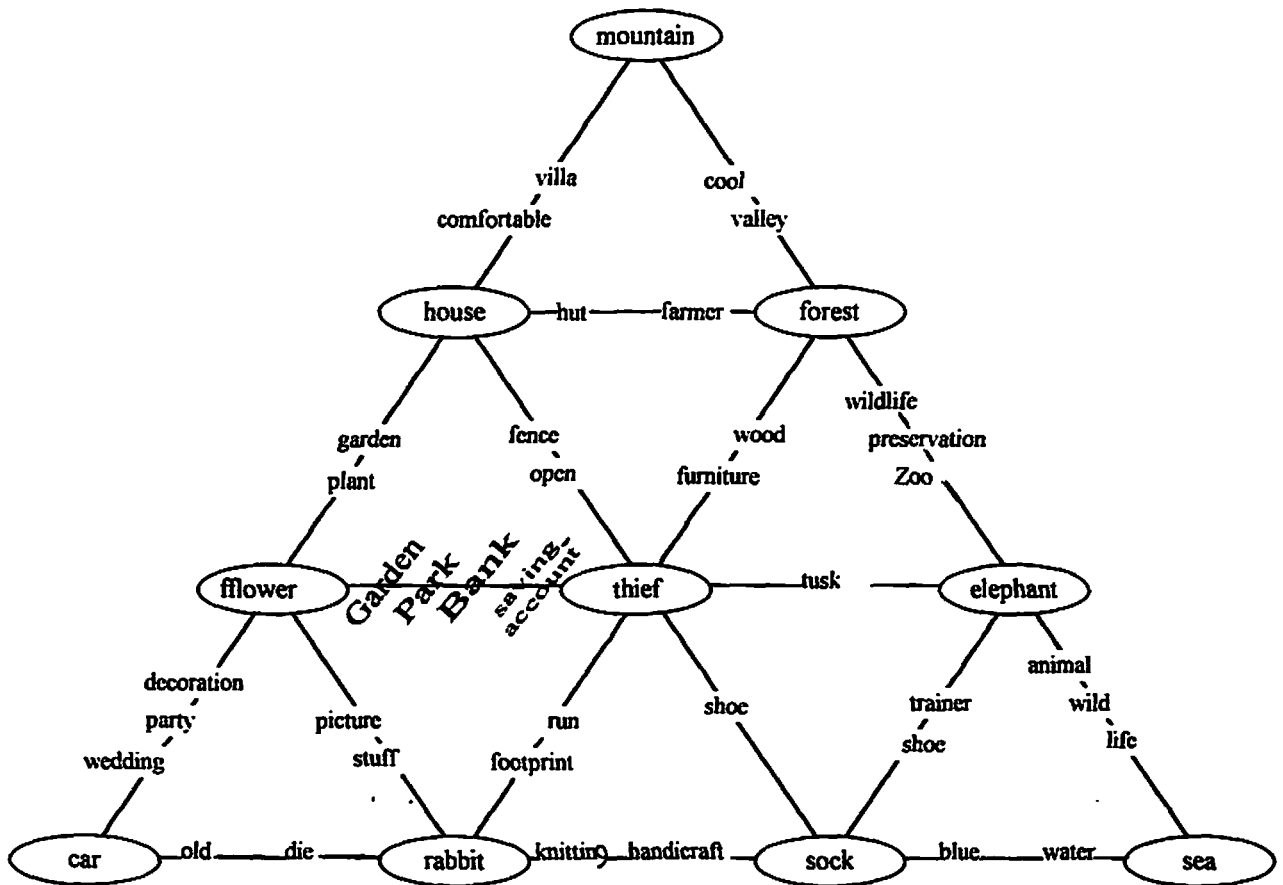 mountain
villa cool
comfortable valley
house hut farmer forest
wildlife
garden fence wood preservation
plant open furniture Zoo
fflower Garden Park Bank saving- account thief tusk elephant
animal
decoration shoe trainer wild
party picture run
wedding stuff footprint shoe life
car old die rabbit knitting handicraft sock blue water sea